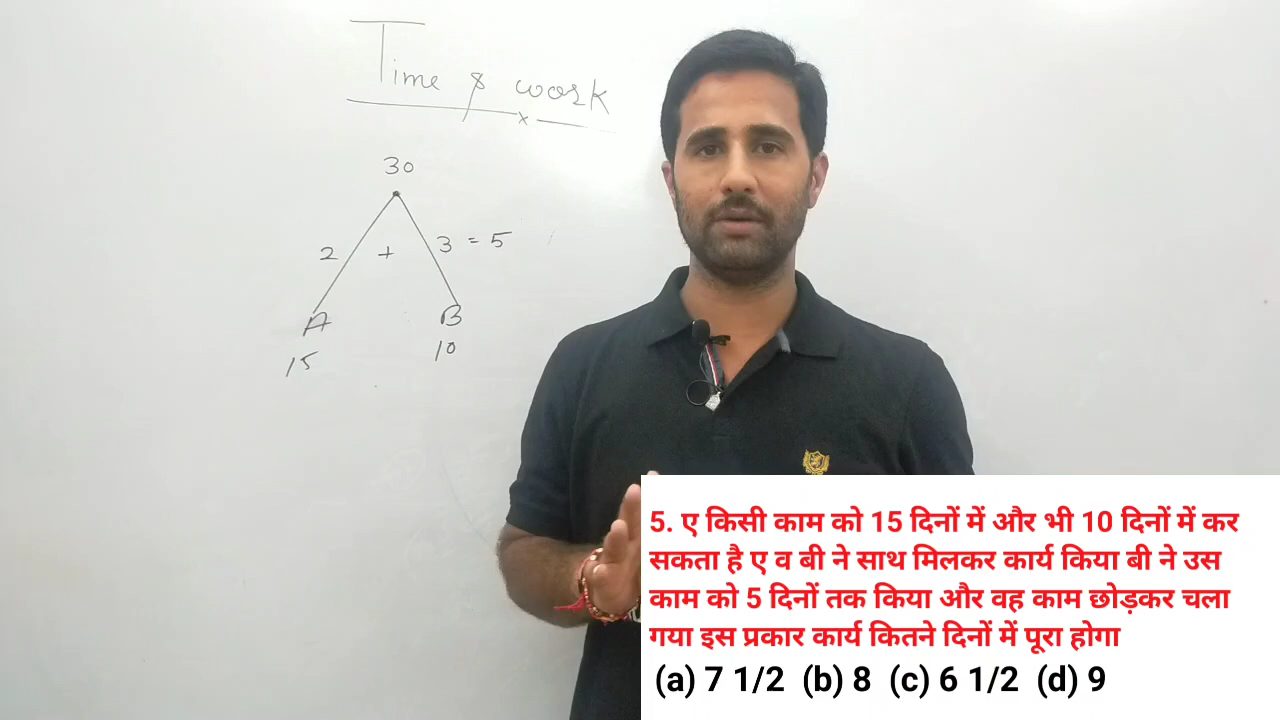 Time & work
30
2 + 3 = 5
A B
15 10
5. ए किसी काम को 15 दिनों में और भी 10 दिनों में कर
सकता है ए व बी ने साथ मिलकर कार्य किया बी ने उस
काम को 5 दिनों तक किया और वह काम छोड़कर चला
गया इस प्रकार कार्य कितने दिनों में पूरा होगा
(a) 7 1/2 (b) 8 (c) 6 1/2 (d) 9